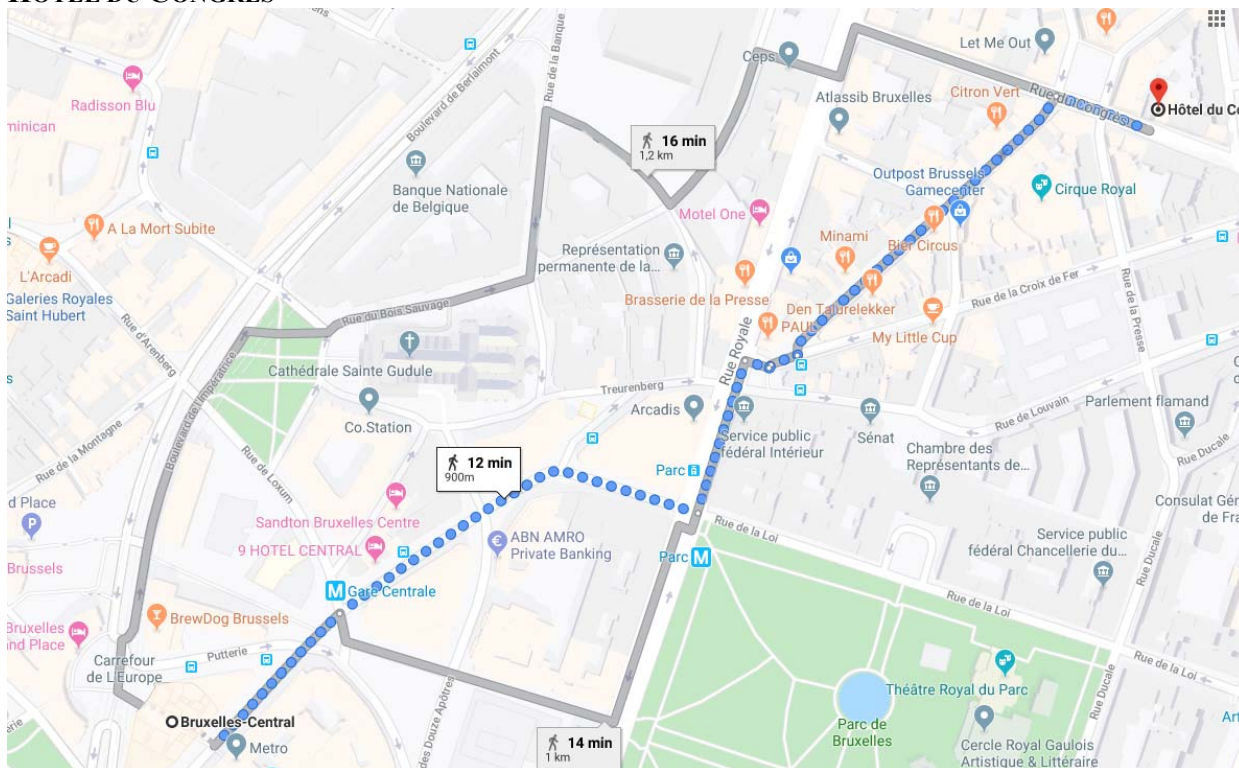 HÔTEL DU CONGRÈS
Radisson Blu
ominican
Boulevard de Berlaimont
Rue de la Banque
Ceps
Let Me Out
Rue du Congrès
Hôtel du Co
Citron Vert
Atlassib Bruxelles
16 min
1,2 km
Banque Nationale
de Belgique
Outpost Brussels
Gamecenter
Cirque Royal
A La Mort Subite
Motel One
L'Arcadi
Galeries Royales
Saint Hubert
Rue d'Arenberg
Représentation
permanente de la...
Minami
Bier Circus
Rue de la Croix de Fer
Rue de la Presse
Brasserie de la Presse
Den Talurelekker
PAUL
My Little Cup
Rue du Bois Sauvage
Cathédrale Sainte Gudule
Rue Royale
Treurenberg
Boulevard de l'Impératrice
Co.Station
Arcadis
Service public
fédéral Intérieur
Sénat
Rue de Louvain
Parlement flamand
Rue de la Montagne
Rue de Loxum
Chambre des
Représentants de...
Rue Ducale
12 min
900m
Parc
d Place
P
Consulat Gén
de Fra
Sandton Bruxelles Centre
9 HOTEL CENTRAL
ABN AMRO
Private Banking
Rue de la Loi
Service public
fédéral Chancellerie du...
Rue Ducale
Brussels
Parc M
M Gare Centrale
BrewDog Brussels
Rue de la Loi
Bruxelles
nd Place
Putterie
Carrefour
de L'Europe
Rue de la Loi
Théâtre Royal du Parc
Rue Ducale
Bruxelles-Central
Metro
des Douze Apôtres
Parc de
Bruxelles
Art
14 min
1 km
Cercle Royal Gaulois
Artistique & Littéraire